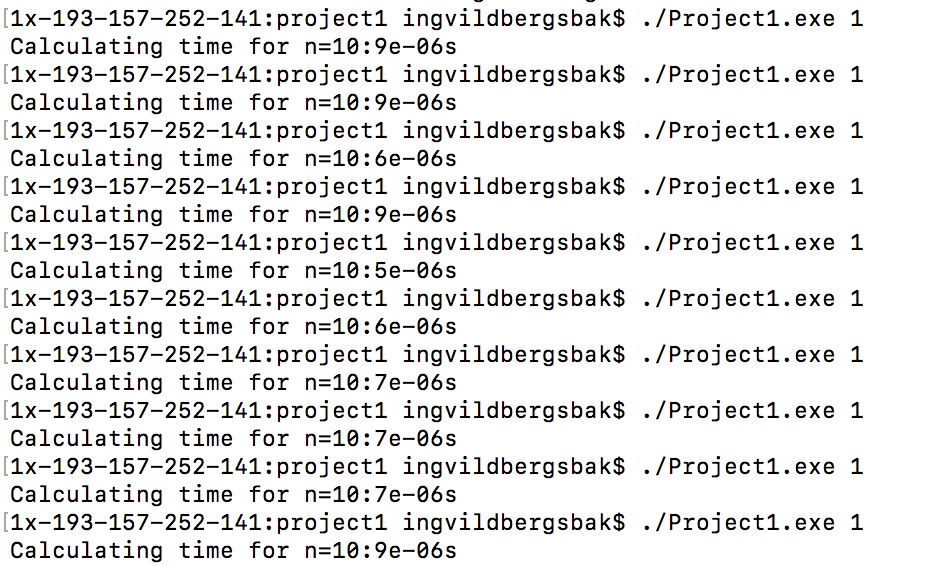 [1x-193-157-252-141:project1 ingvildbergsbak$ ./Project1.exe 1
Calculating time for n=10:9e-06s
[1x-193-157-252-141:project1 ingvildbergsbak$ ./Project1.exe 1
Calculating time for n=10:9e-06s
[1x-193-157-252-141:project1 ingvildbergsbak$ ./Project1.exe 1
Calculating time for n=10:6e-06s
[1x-193-157-252-141:project1 ingvildbergsbak$ ./Project1.exe 1
Calculating time for n=10:9e-06s
[1x-193-157-252-141:project1 ingvildbergsbak$ ./Project1.exe 1
Calculating time for n=10:5e-06s
[1x-193-157-252-141:project1 ingvildbergsbak$ ./Project1.exe 1
Calculating time for n=10:6e-06s
[1x-193-157-252-141:project1 ingvildbergsbak$ ./Project1.exe 1
Calculating time for n=10:7e-06s
[1x-193-157-252-141:project1 ingvildbergsbak$ ./Project1.exe 1
Calculating time for n=10:7e-06s
[1x-193-157-252-141:project1 ingvildbergsbak$ ./Project1.exe 1
Calculating time for n=10:7e-06s
[1x-193-157-252-141:project1 ingvildbergsbak$ ./Project1.exe 1
Calculating time for n=10:9e-06s